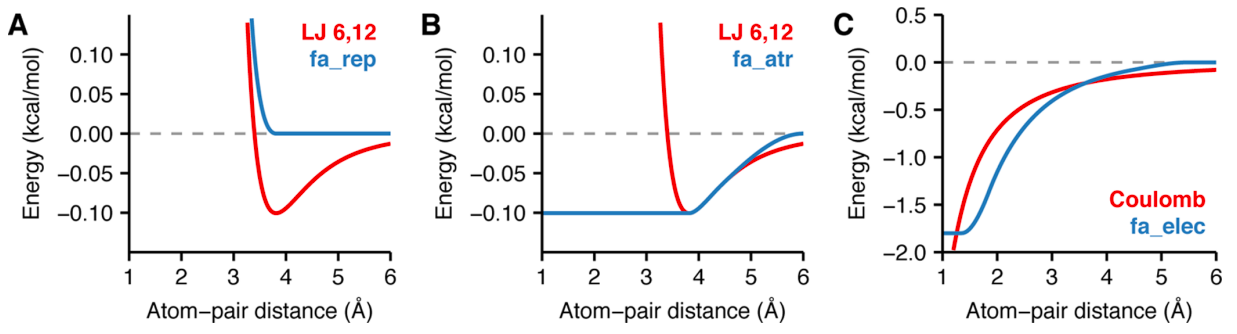 A
LJ 6,12
fa_rep
Energy (kcal/mol)
0.10
0.05
0.00
−0.05
−0.10
1 2 3 4 5 6
Atom−pair distance (Å)
B
LJ 6,12
fa_atr
Energy (kcal/mol)
0.10
0.05
0.00
−0.05
−0.10
1 2 3 4 5 6
Atom−pair distance (Å)
C
Coulomb
fa_elec
Energy (kcal/mol)
0.5
0.0
−0.5
−1.0
−1.5
−2.0
1 2 3 4 5 6
Atom−pair distance (Å)